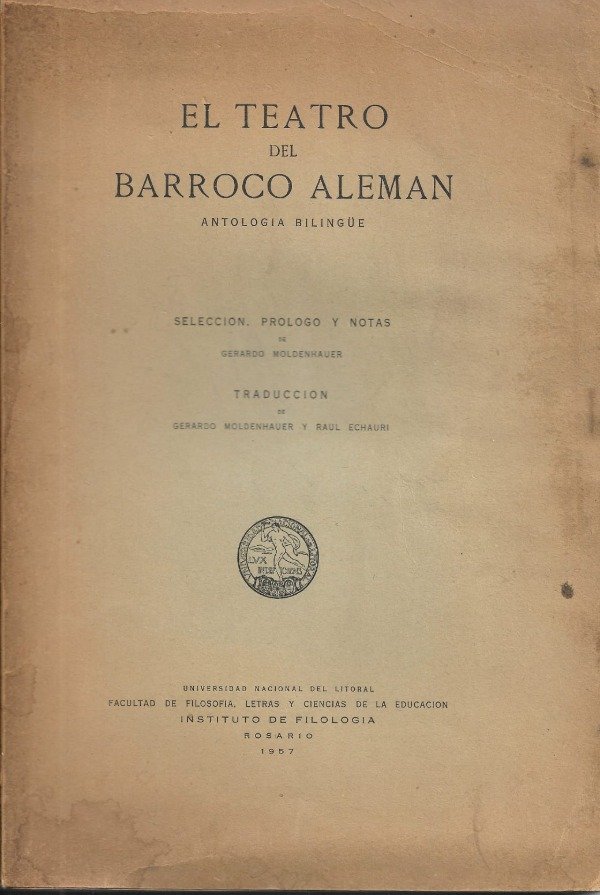 EL TEATRO
DEL
BARROCO ALEMAN
ANTOLOGIA BILINGÜE
SELECCION, PROLOGO Y NOTAS
DE
GERARDO MOLDENHAUER
TRADUCCION
DE
GERARDO MOLDENHAUER Y RAUL ECHAURI
LVX
UNIVERSIDAD NACIONAL DEL LITORAL
FACULTAD DE FILOSOFIA, LETRAS Y CIENCIAS DE LA EDUCACION
INSTITUTO DE FILOLOGIA
ROSARIO
1957